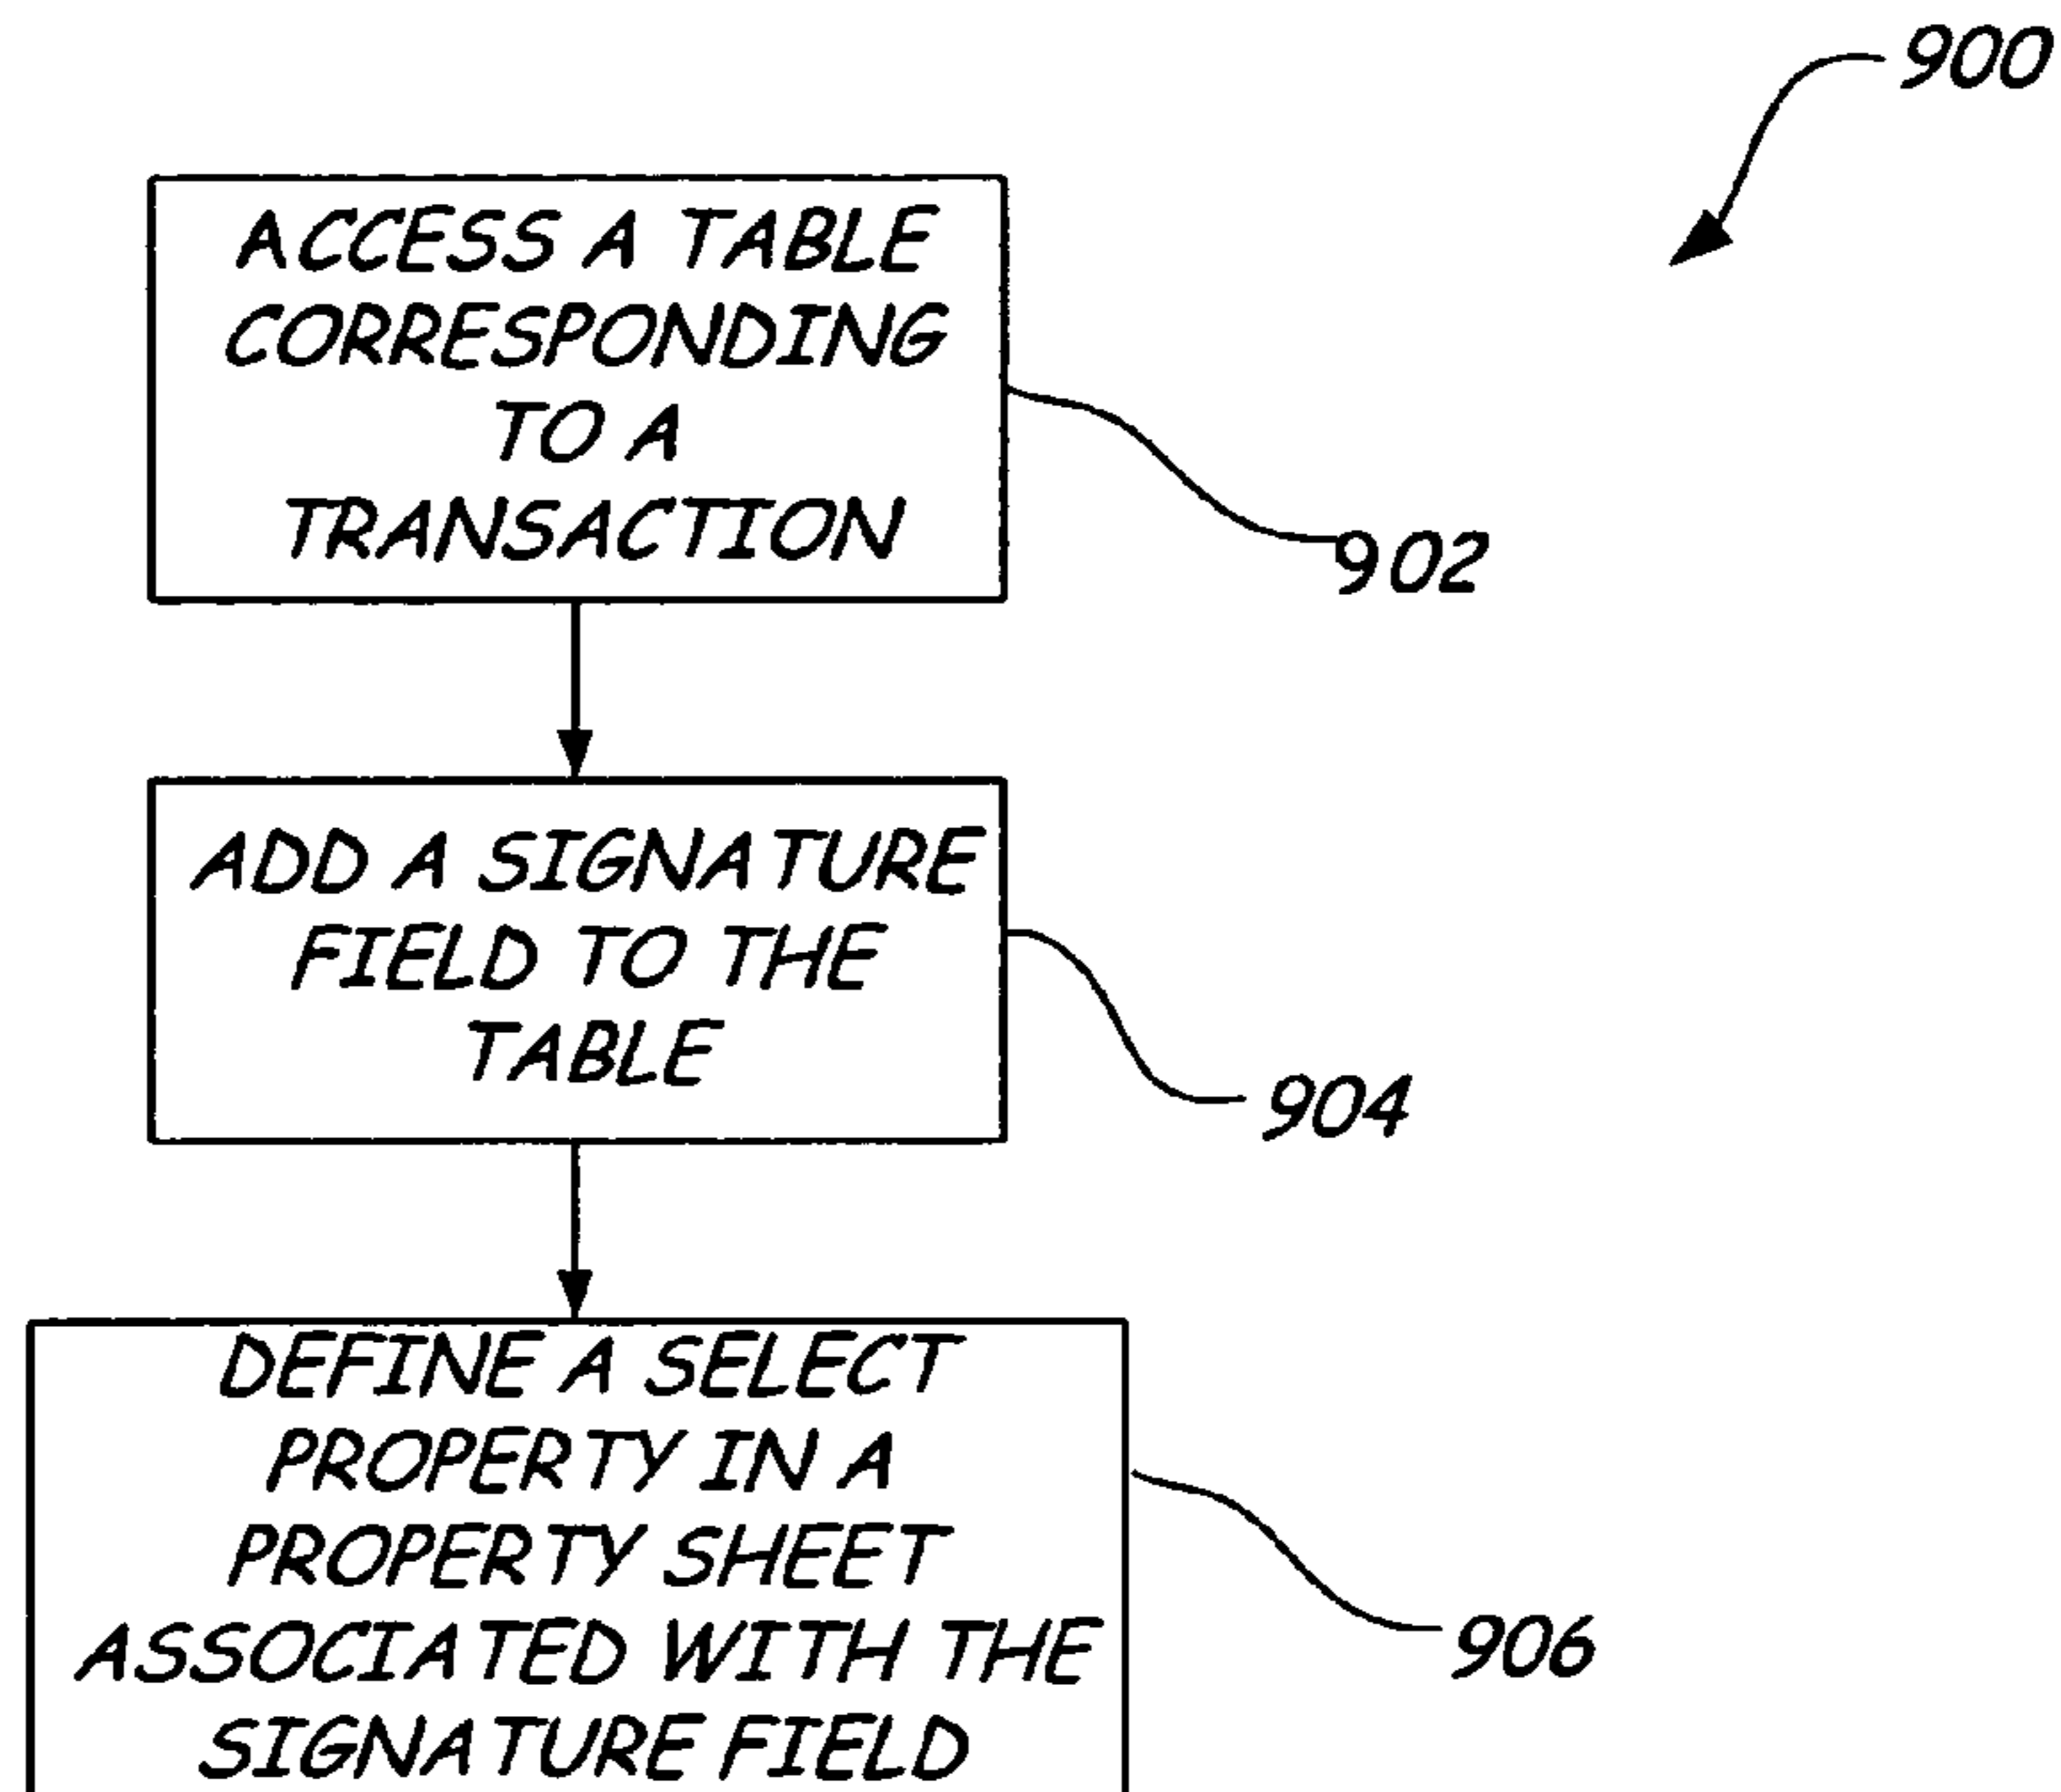 900
ACCESS A TABLE
CORRESPONDING
TO A
TRANSACTION
902
ADD A SIGNATURE
FIELD TO THE
TABLE
904
DEFINE A SELECT
PROPERTY IN A
PROPERTY SHEET
ASSOCIATED WITH THE
SIGNATURE FIELD
906